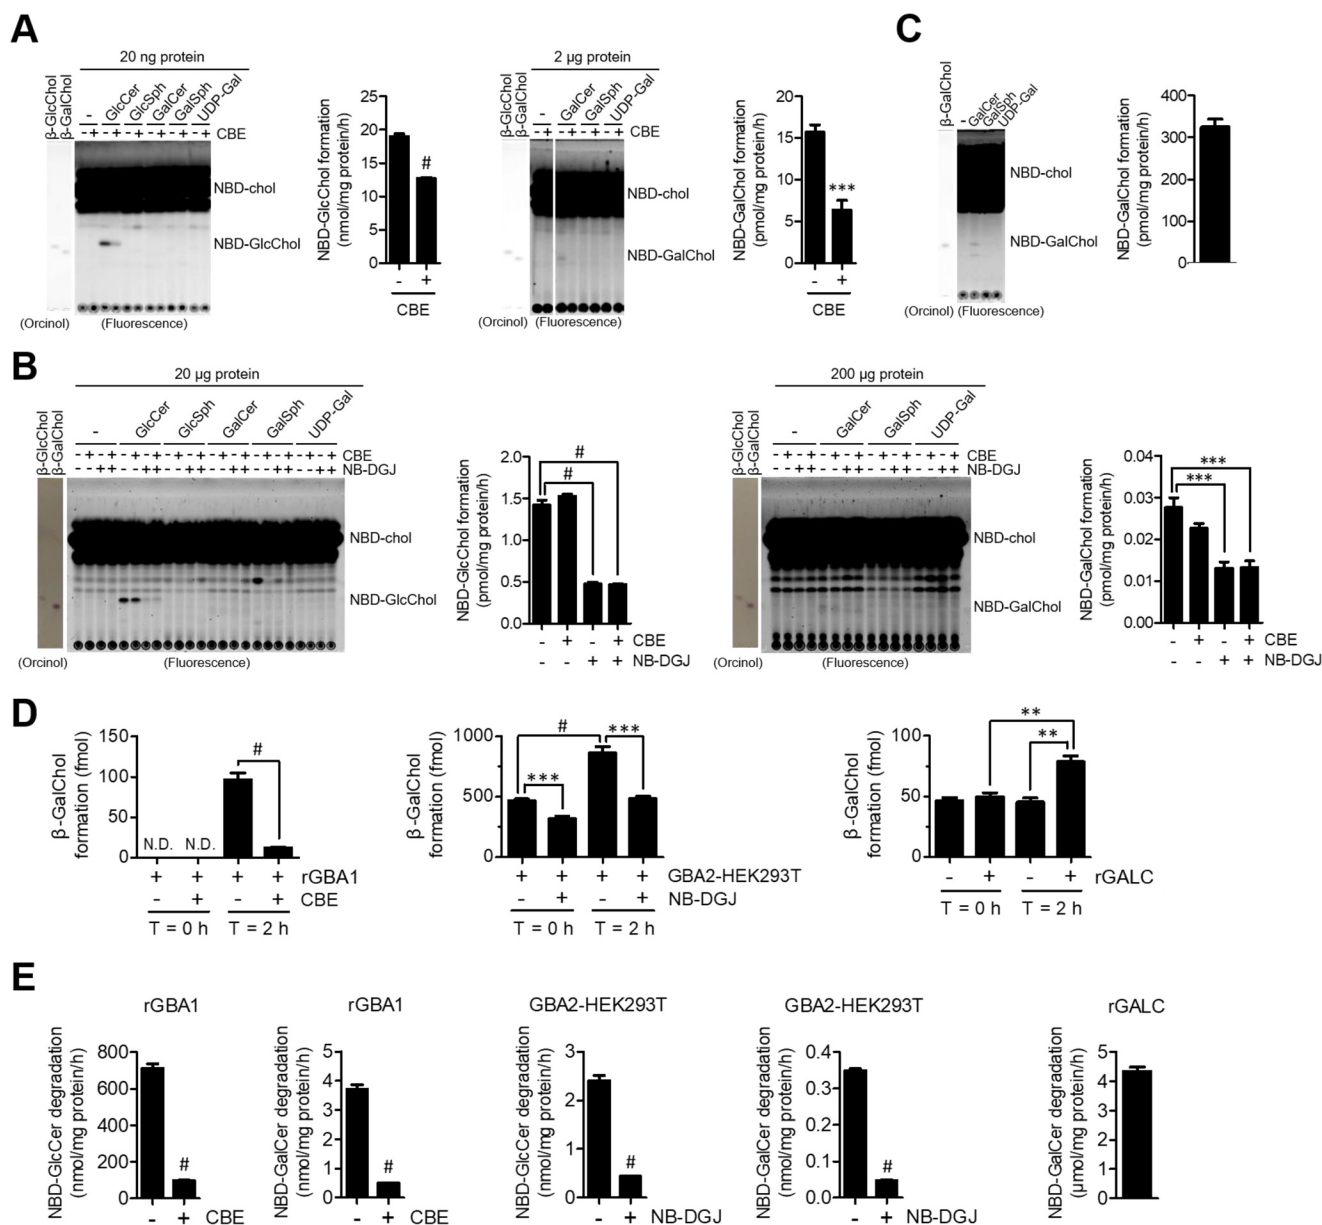 A
20 ng protein
β-GlcChol
β-GalChol
-
GlcCer
GlcSph
GalCer
GalSph
UDP-Gal
- + - + - + - + - + - + CBE
NBD-chol
NBD-GlcChol
(Orcinol)
(Fluorescence)
NBD-GlcChol formation
(nmol/mg protein/h)
25
20
15
10
5
0
#
- +
CBE
2 µg protein
β-GlcChol
β-GalChol
-
GalCer
GalSph
UDP-Gal
- + - + - + - +
NBD-chol
NBD-GalChol
(Orcinol)
(Fluorescence)
NBD-GalChol formation
(pmol/mg protein/h)
20
15
10
5
0
***
- +
CBE
C
β-GalChol
-
GalCer
GalSph
UDP-Gal
NBD-chol
NBD-GalChol
(Orcinol)
(Fluorescence)
NBD-GalChol formation
(pmol/mg protein/h)
400
300
200
100
0
B
20 µg protein
β-GlcChol
β-GalChol
-
GlcCer
GlcSph
GalCer
GalSph
UDP-Gal
- + - + - + - + - + - + - + - + - + - + - + - + CBE
- - + + - - + + - - + + - - + + - - + + - - + + NB-DGJ
NBD-chol
NBD-GlcChol
(Orcinol)
(Fluorescence)
NBD-GlcChol formation
(pmol/mg protein/h)
2.0
1.5
1.0
0.5
0.0
#
#
- + - + CBE
- - + + NB-DGJ
200 µg protein
β-GlcChol
β-GalChol
-
GalCer
GalSph
UDP-Gal
- + - + - + - + - + - + - + - + CBE
- - + + - - + + - - + + - - + + NB-DGJ
NBD-chol
NBD-GalChol
(Orcinol)
(Fluorescence)
NBD-GalChol formation
(pmol/mg protein/h)
0.04
0.03
0.02
0.01
0.00
***
***
- + - + CBE
- - + + NB-DGJ
D
β-GalChol
formation (fmol)
150
100
50
0
N.D. N.D.
#
+ + + + rGBA1
- + - + CBE
T = 0 h T = 2 h
β-GalChol
formation (fmol)
1000
500
0
#
***
***
+ + + + GBA2-HEK293T
- + - + NB-DGJ
T = 0 h T = 2 h
β-GalChol
formation (fmol)
100
50
0
**
**
- + - + rGALC
T = 0 h T = 2 h
E
rGBA1
NBD-GlcCer degradation
(nmol/mg protein/h)
800
600
400
200
0
#
- + CBE
rGBA1
NBD-GalCer degradation
(nmol/mg protein/h)
5
4
3
2
1
0
#
- + CBE
GBA2-HEK293T
NBD-GlcCer degradation
(nmol/mg protein/h)
3
2
1
0
#
- + NB-DGJ
GBA2-HEK293T
NBD-GalCer degradation
(nmol/mg protein/h)
0.4
0.3
0.2
0.1
0.0
#
- + NB-DGJ
rGALC
NBD-GalCer degradation
(µmol/mg protein/h)
5
4
3
2
1
0